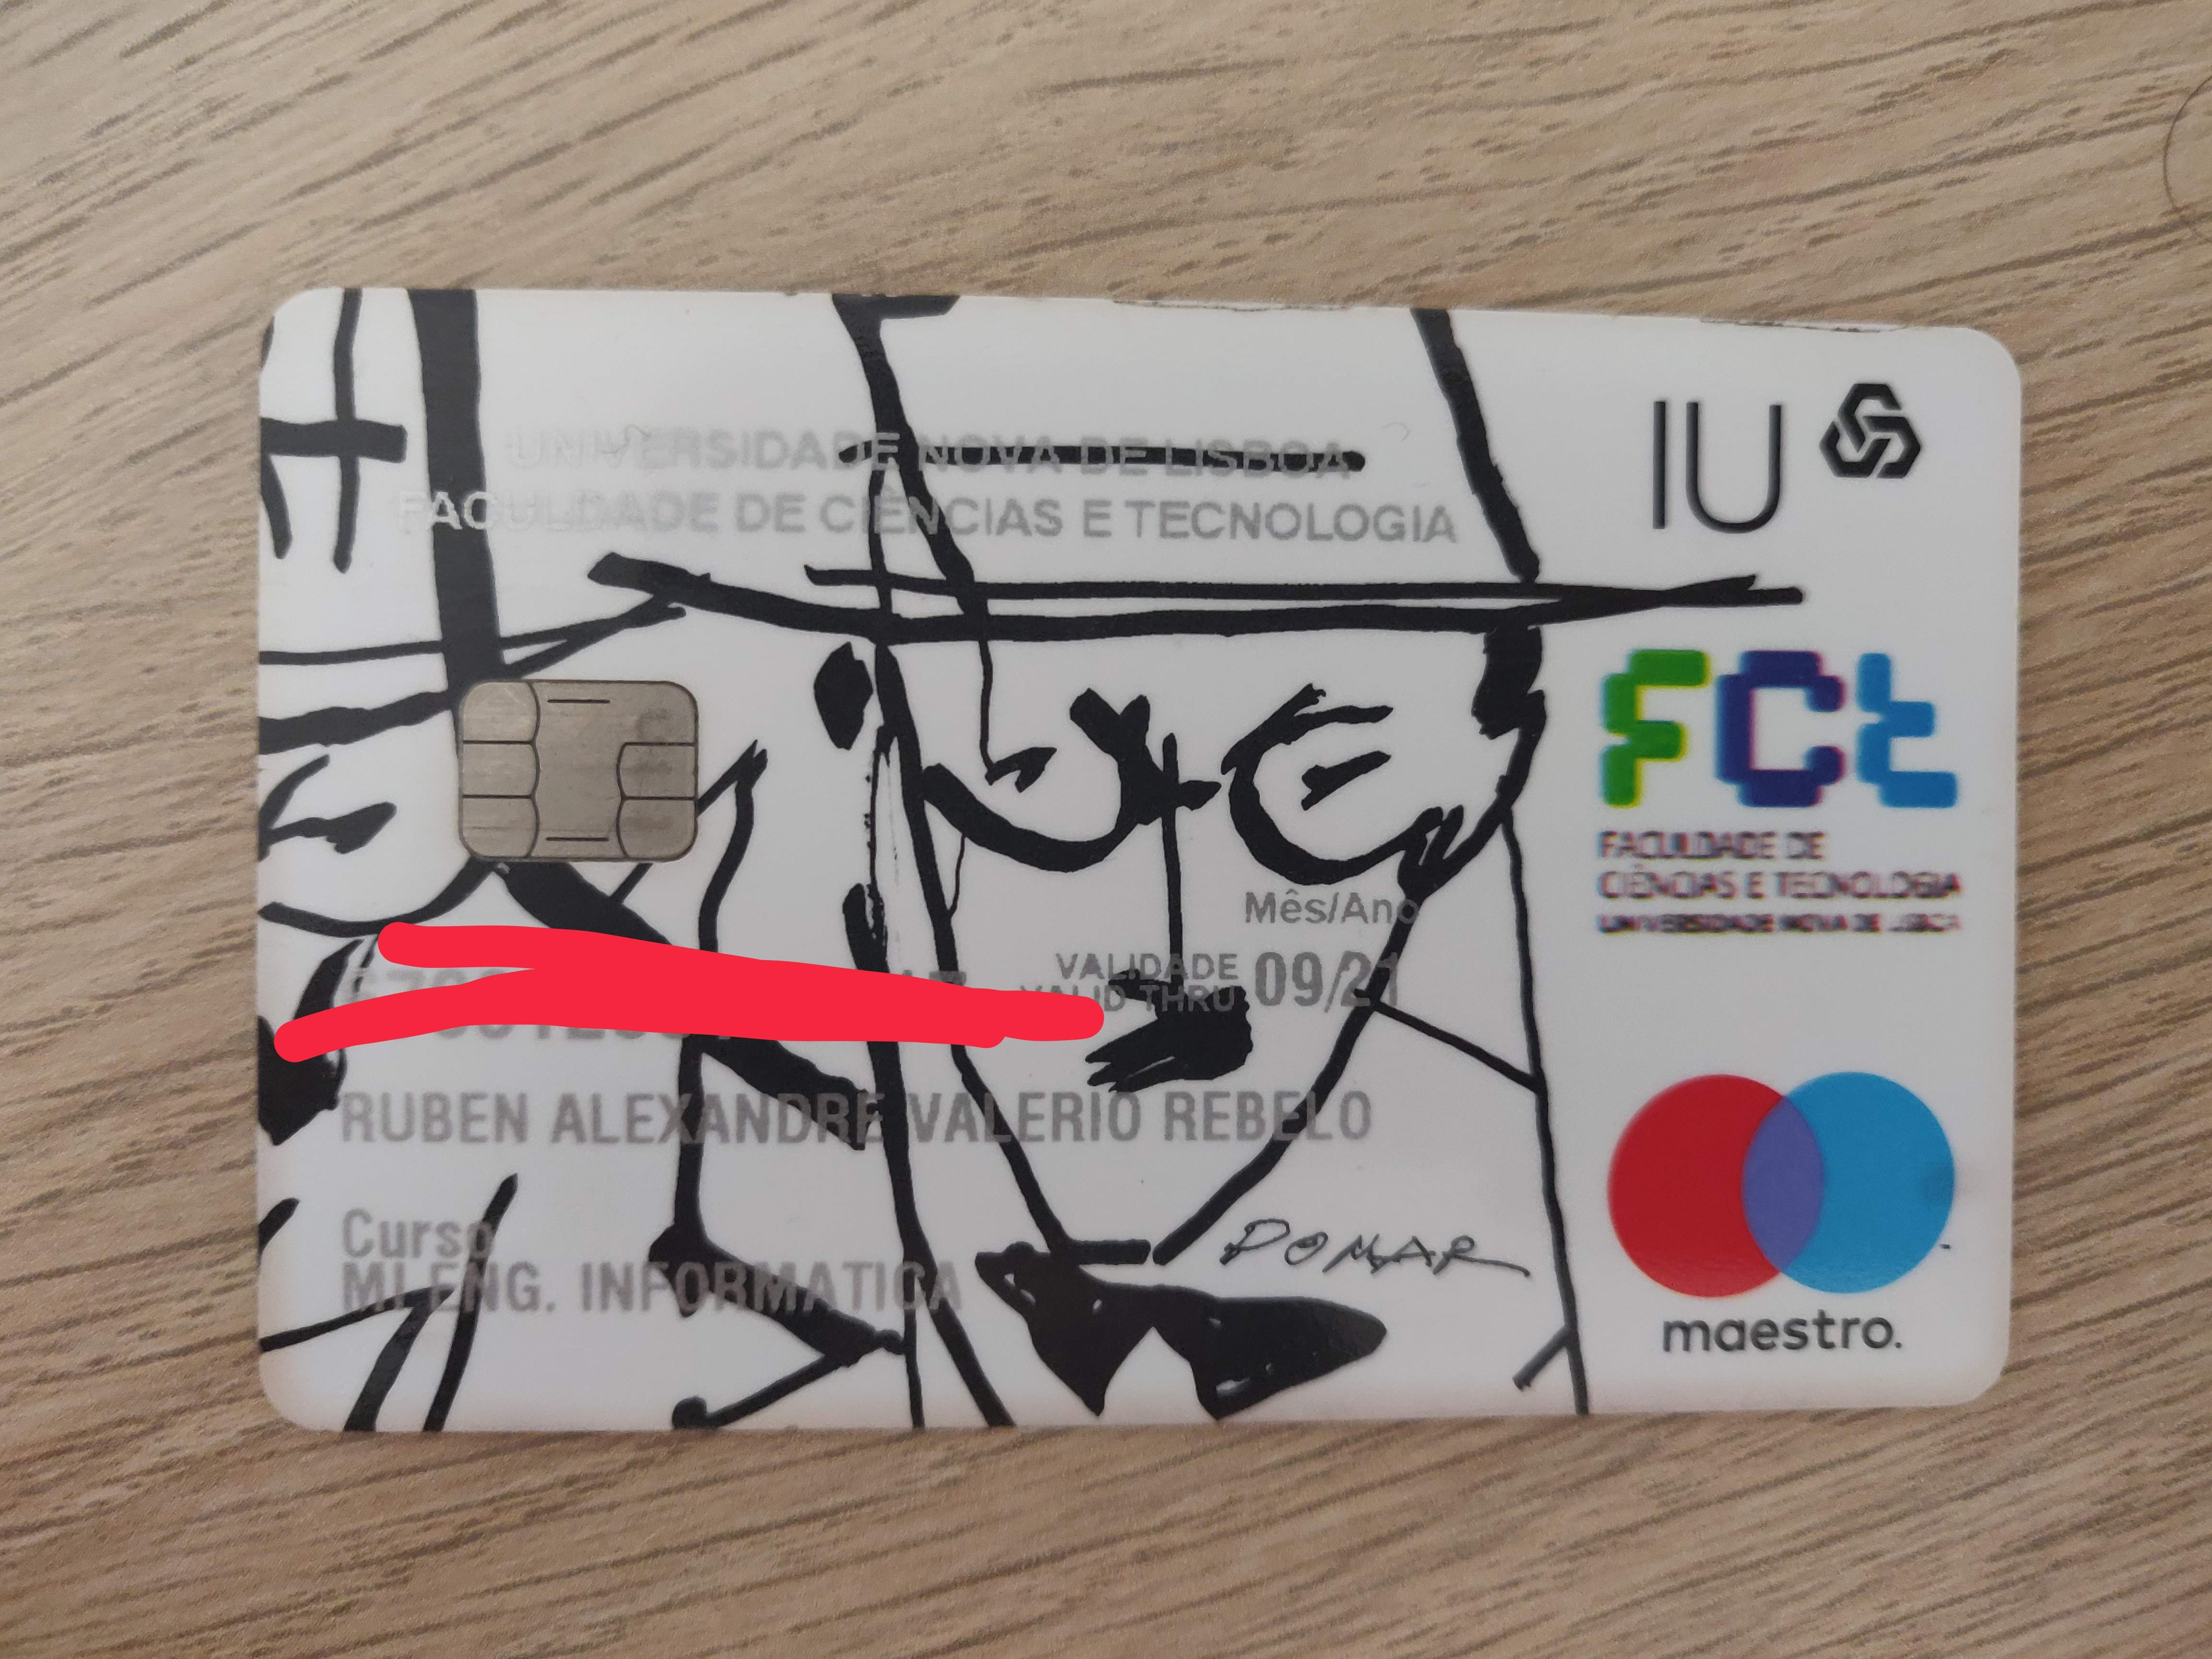 UNIVERSIDADE NOVA DE LISBOA
FACULDADE DE CIÊNCIAS E TECNOLOGIA
IU
FCt
FACULDADE DE
CIÊNCIAS E TECNOLOGIA
UNIVERSIDADE NOVA DE LISBOA
Mês/Ano
VALIDADE
VALID THRU 09/21
RUBEN ALEXANDRE VALERIO REBELO
Curso
MI ENG. INFORMATICA
POMAR
maestro.